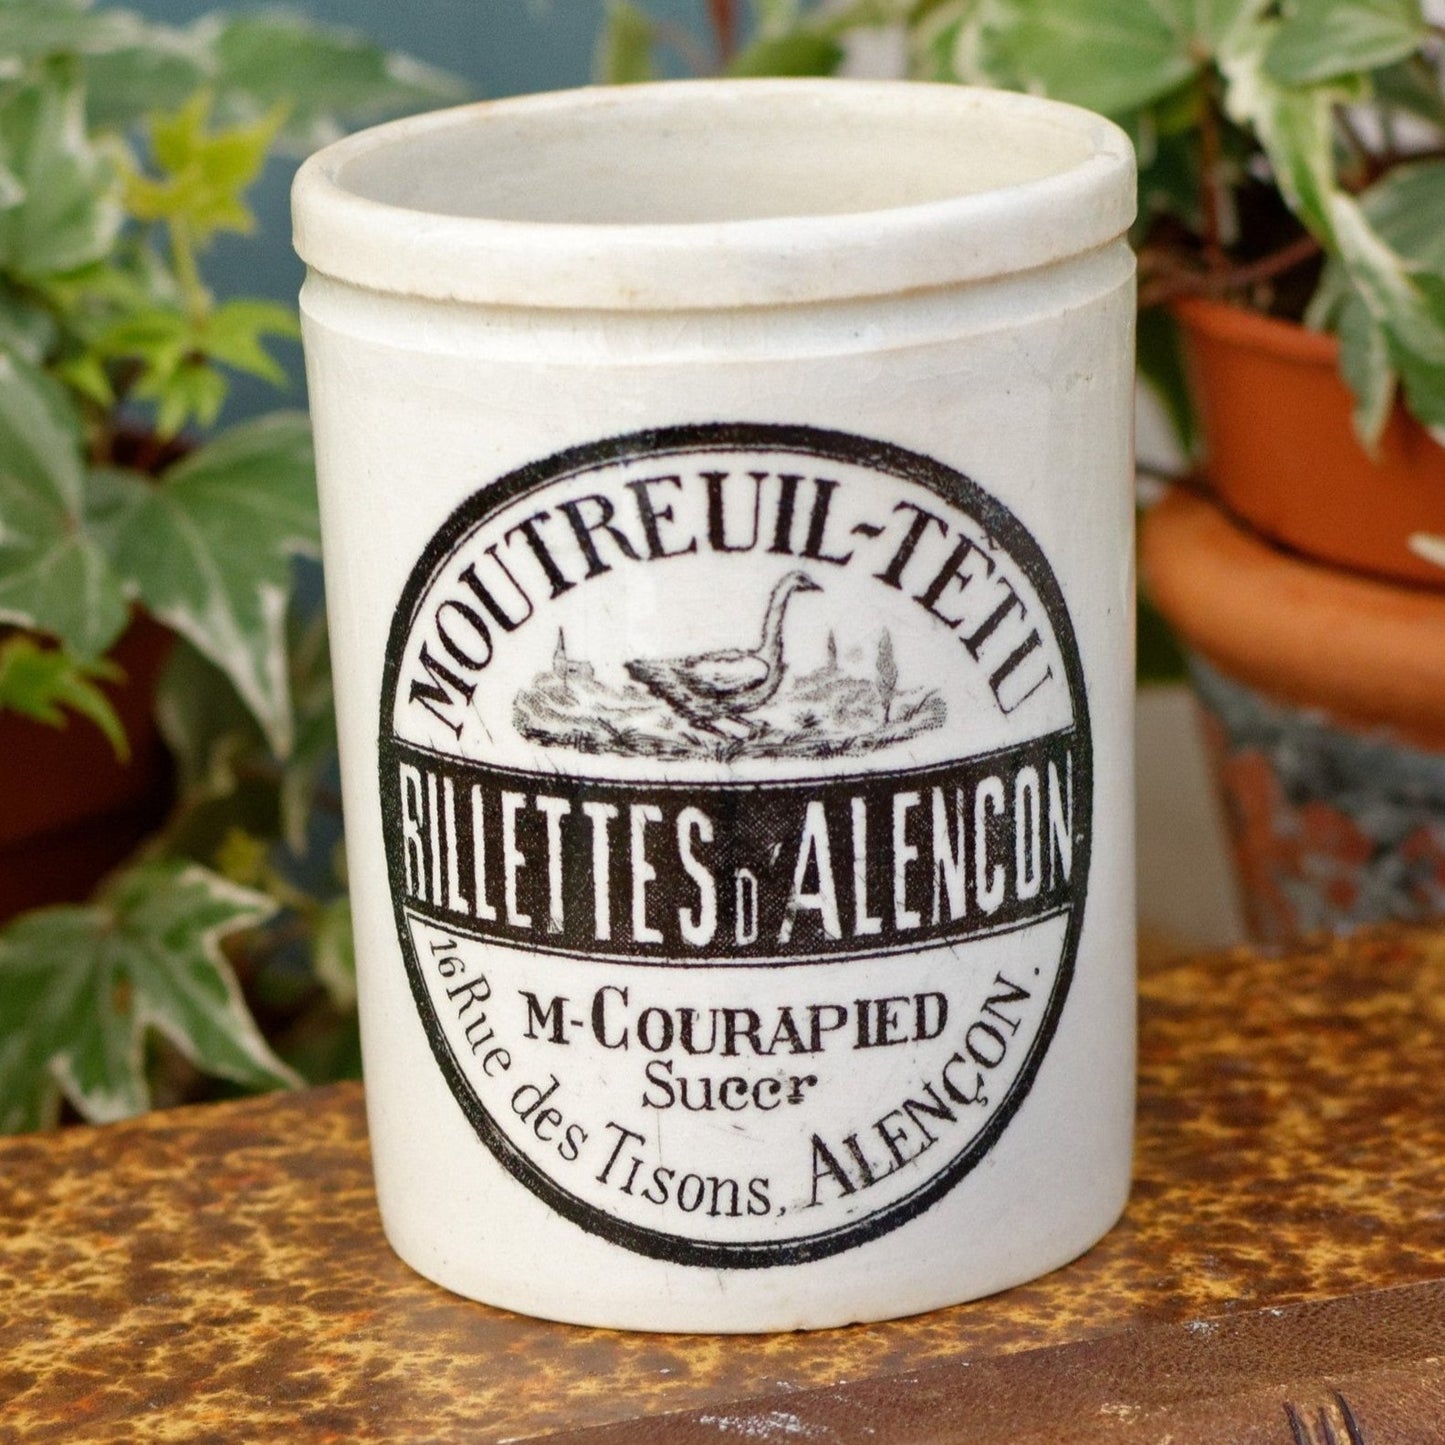 MOUTREUIL-TÊTU
RILLETTES D'ALENCON
M-COURAPIED
Succr
16 Rue des Tisons, ALENÇON.